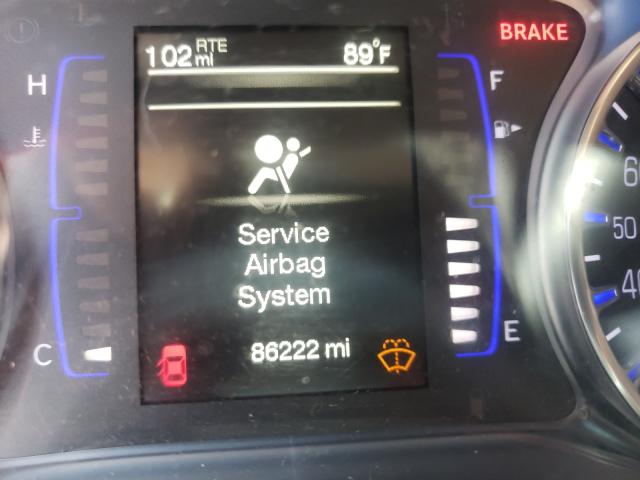 102 RTE mi 89°F
BRAKE
H
F
Service
Airbag
System
C
86222 mi
E
60
50
40